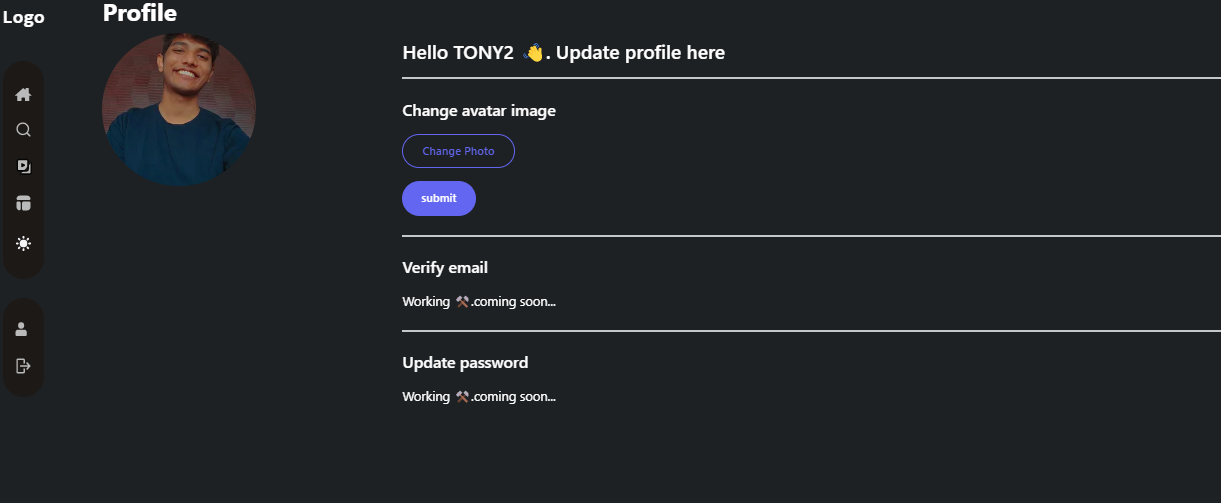 Logo
Profile
Hello TONY2 👋. Update profile here
Change avatar image
Change Photo
submit
Verify email
Working ⚒️.coming soon...
Update password
Working ⚒️.coming soon...